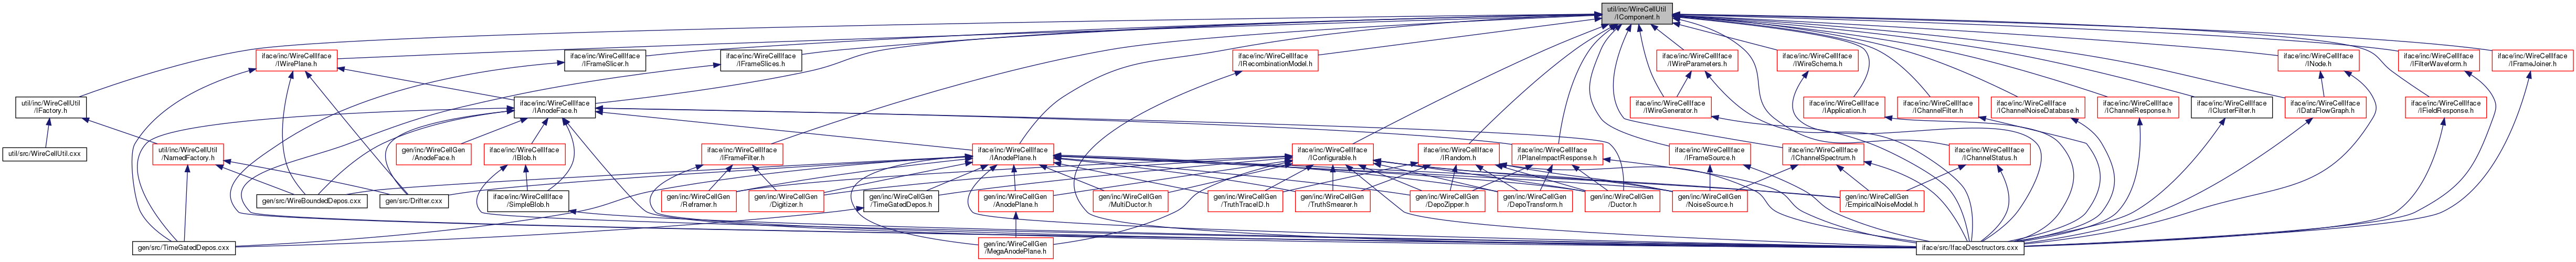 util/inc/WireCellUtil
/IComponent.h
iface/inc/WireCellIface
/IWirePlane.h
iface/inc/WireCellIface
/IFrameSlicer.h
iface/inc/WireCellIface
/IFrameSlices.h
iface/inc/WireCellIface
/IRecombinationModel.h
iface/inc/WireCellIface
/IWireParameters.h
iface/inc/WireCellIface
/IWireSchema.h
iface/inc/WireCellIface
/INode.h
iface/inc/WireCellIface
/IFilterWaveform.h
iface/inc/WireCellIface
/IFrameJoiner.h
util/inc/WireCellUtil
/IFactory.h
iface/inc/WireCellIface
/IAnodeFace.h
iface/inc/WireCellIface
/IWireGenerator.h
iface/inc/WireCellIface
/IApplication.h
iface/inc/WireCellIface
/IChannelFilter.h
iface/inc/WireCellIface
/IChannelNoiseDatabase.h
iface/inc/WireCellIface
/IChannelResponse.h
iface/inc/WireCellIface
/IClusterFilter.h
iface/inc/WireCellIface
/IDataFlowGraph.h
iface/inc/WireCellIface
/IFieldResponse.h
util/src/WireCellUtil.cxx
util/inc/WireCellUtil
/NamedFactory.h
gen/inc/WireCellGen
/AnodeFace.h
iface/inc/WireCellIface
/IBlob.h
iface/inc/WireCellIface
/IFrameFilter.h
iface/inc/WireCellIface
/IAnodePlane.h
iface/inc/WireCellIface
/IConfigurable.h
iface/inc/WireCellIface
/IRandom.h
iface/inc/WireCellIface
/IPlaneImpactResponse.h
iface/inc/WireCellIface
/IFrameSource.h
iface/inc/WireCellIface
/IChannelSpectrum.h
iface/inc/WireCellIface
/IChannelStatus.h
gen/src/WireBoundedDepos.cxx
gen/src/Drifter.cxx
iface/inc/WireCellIface
/SimpleBlob.h
gen/inc/WireCellGen
/Reframer.h
gen/inc/WireCellGen
/Digitizer.h
gen/inc/WireCellGen
/TimeGatedDepos.h
gen/inc/WireCellGen
/AnodePlane.h
gen/inc/WireCellGen
/MultiDuctor.h
gen/inc/WireCellGen
/TruthTraceID.h
gen/inc/WireCellGen
/TruthSmearer.h
gen/inc/WireCellGen
/DepoZipper.h
gen/inc/WireCellGen
/DepoTransform.h
gen/inc/WireCellGen
/Ductor.h
gen/inc/WireCellGen
/NoiseSource.h
gen/inc/WireCellGen
/EmpiricalNoiseModel.h
gen/src/TimeGatedDepos.cxx
gen/inc/WireCellGen
/MegaAnodePlane.h
iface/src/IfaceDesctructors.cxx